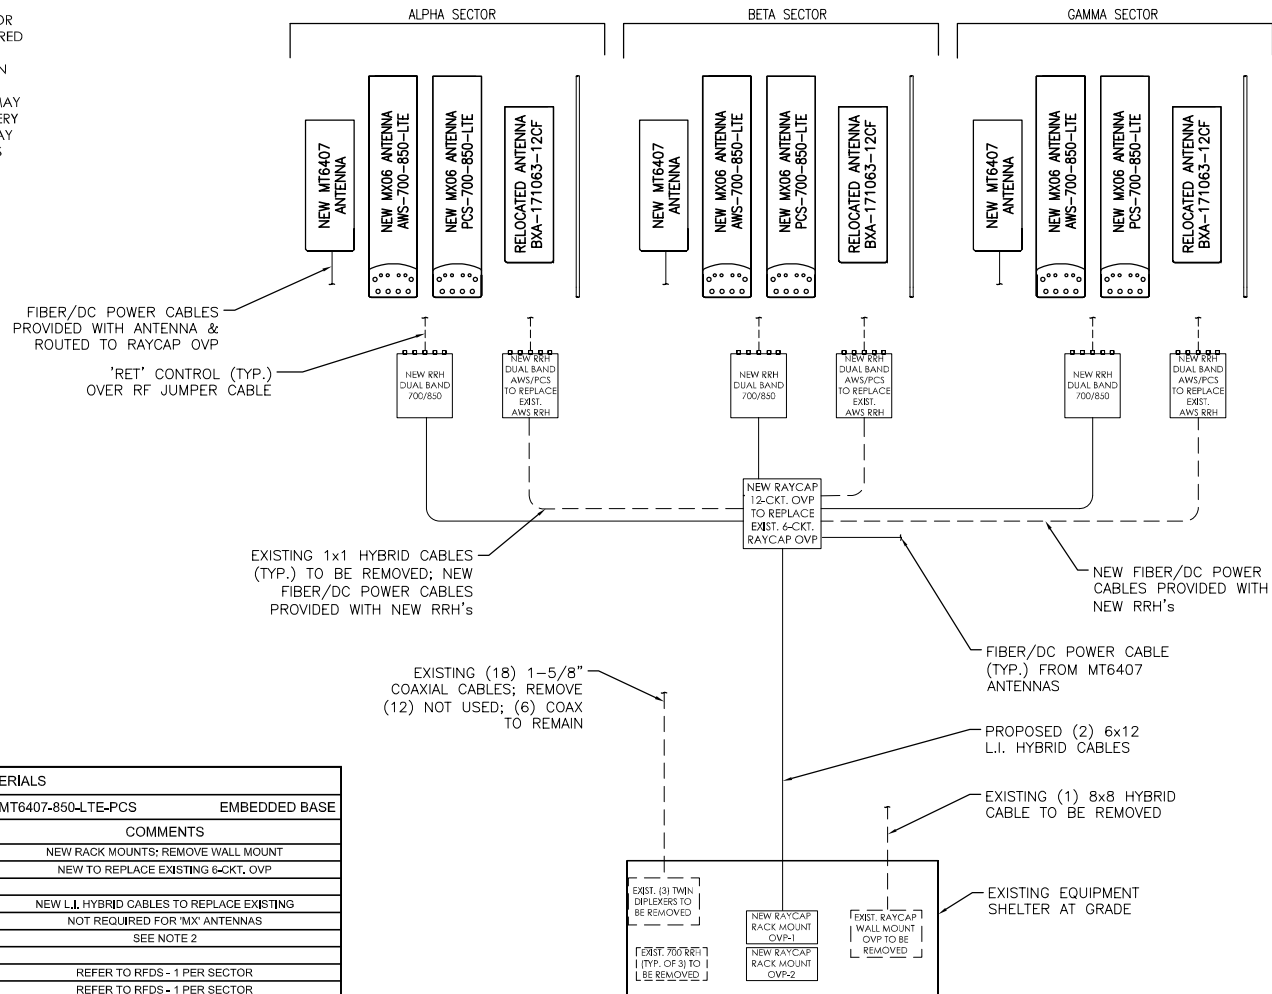 OR
RED
N
MAY
ERY
AY
S
ALPHA SECTOR
BETA SECTOR
GAMMA SECTOR
NEW MT6407
ANTENNA
NEW MX06 ANTENNA
AWS-700-850-LTE
NEW MX06 ANTENNA
PCS-700-850-LTE
RELOCATED ANTENNA
BXA-171063-12CF
NEW MT6407
ANTENNA
NEW MX06 ANTENNA
AWS-700-850-LTE
NEW MX06 ANTENNA
PCS-700-850-LTE
RELOCATED ANTENNA
BXA-171063-12CF
NEW MT6407
ANTENNA
NEW MX06 ANTENNA
AWS-700-850-LTE
NEW MX06 ANTENNA
PCS-700-850-LTE
RELOCATED ANTENNA
BXA-171063-12CF
FIBER/DC POWER CABLES
PROVIDED WITH ANTENNA &
ROUTED TO RAYCAP OVP
'RET' CONTROL (TYP.)
OVER RF JUMPER CABLE
NEW RRH
DUAL BAND
700/850
NEW RRH
DUAL BAND
AWS/PCS
TO REPLACE
EXIST.
AWS RRH
NEW RRH
DUAL BAND
700/850
NEW RRH
DUAL BAND
AWS/PCS
TO REPLACE
EXIST.
AWS RRH
NEW RRH
DUAL BAND
700/850
NEW RRH
DUAL BAND
AWS/PCS
TO REPLACE
EXIST.
AWS RRH
NEW RAYCAP
12-CKT. OVP
TO REPLACE
EXIST. 6-CKT.
RAYCAP OVP
EXISTING 1x1 HYBRID CABLES
(TYP.) TO BE REMOVED; NEW
FIBER/DC POWER CABLES
PROVIDED WITH NEW RRH's
NEW FIBER/DC POWER
CABLES PROVIDED WITH
NEW RRH's
FIBER/DC POWER CABLE
(TYP.) FROM MT6407
ANTENNAS
EXISTING (18) 1-5/8"
COAXIAL CABLES; REMOVE
(12) NOT USED; (6) COAX
TO REMAIN
PROPOSED (2) 6x12
L.I. HYBRID CABLES
EXISTING (1) 8x8 HYBRID
CABLE TO BE REMOVED
EXISTING EQUIPMENT
SHELTER AT GRADE
EXIST. (3) TWIN
DIPLEXERS TO
BE REMOVED
EXIST. 700 RRH
(TYP. OF 3) TO
BE REMOVED
NEW RAYCAP
RACK MOUNT
OVP-1
NEW RAYCAP
RACK MOUNT
OVP-2
EXIST. RAYCAP
WALL MOUNT
OVP TO BE
REMOVED
ERIALS
MT6407-850-LTE-PCS EMBEDDED BASE
COMMENTS
NEW RACK MOUNTS; REMOVE WALL MOUNT
NEW TO REPLACE EXISTING 6-CKT. OVP
NEW L.I. HYBRID CABLES TO REPLACE EXISTING
NOT REQUIRED FOR 'MX' ANTENNAS
SEE NOTE 2
REFER TO RFDS - 1 PER SECTOR
REFER TO RFDS - 1 PER SECTOR